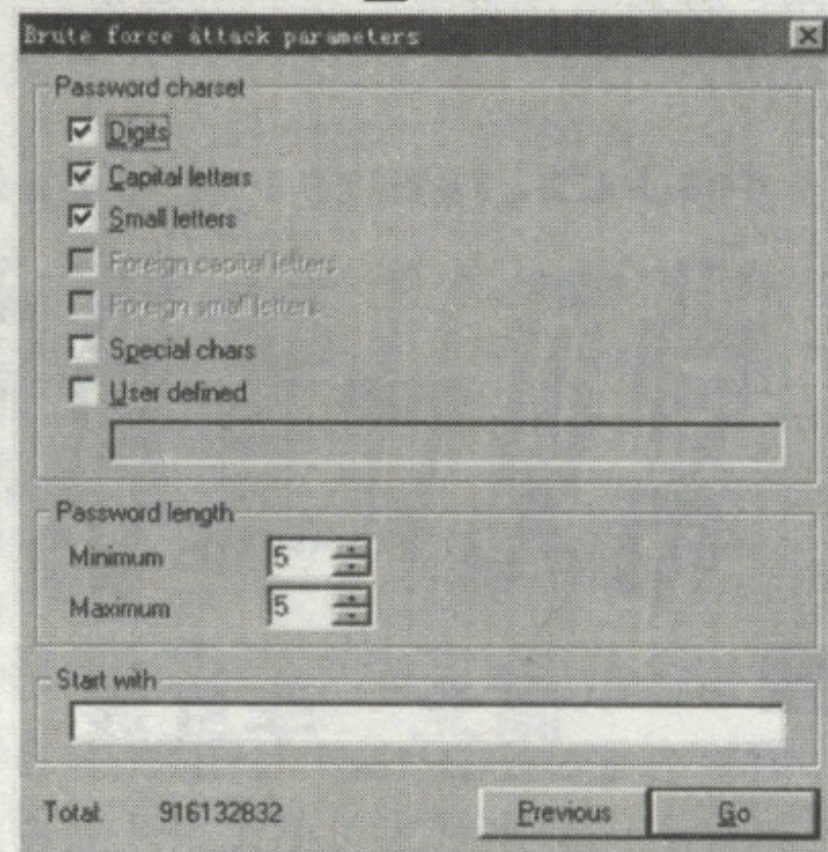 Brute force attack parameters
Password charset
Digits
Capital letters
Small letters
Foreign capital letters
Foreign small letters
Special chars
User defined
Password length
Minimum 5
Maximum 5
Start with
Total: 916132832 Previous Go